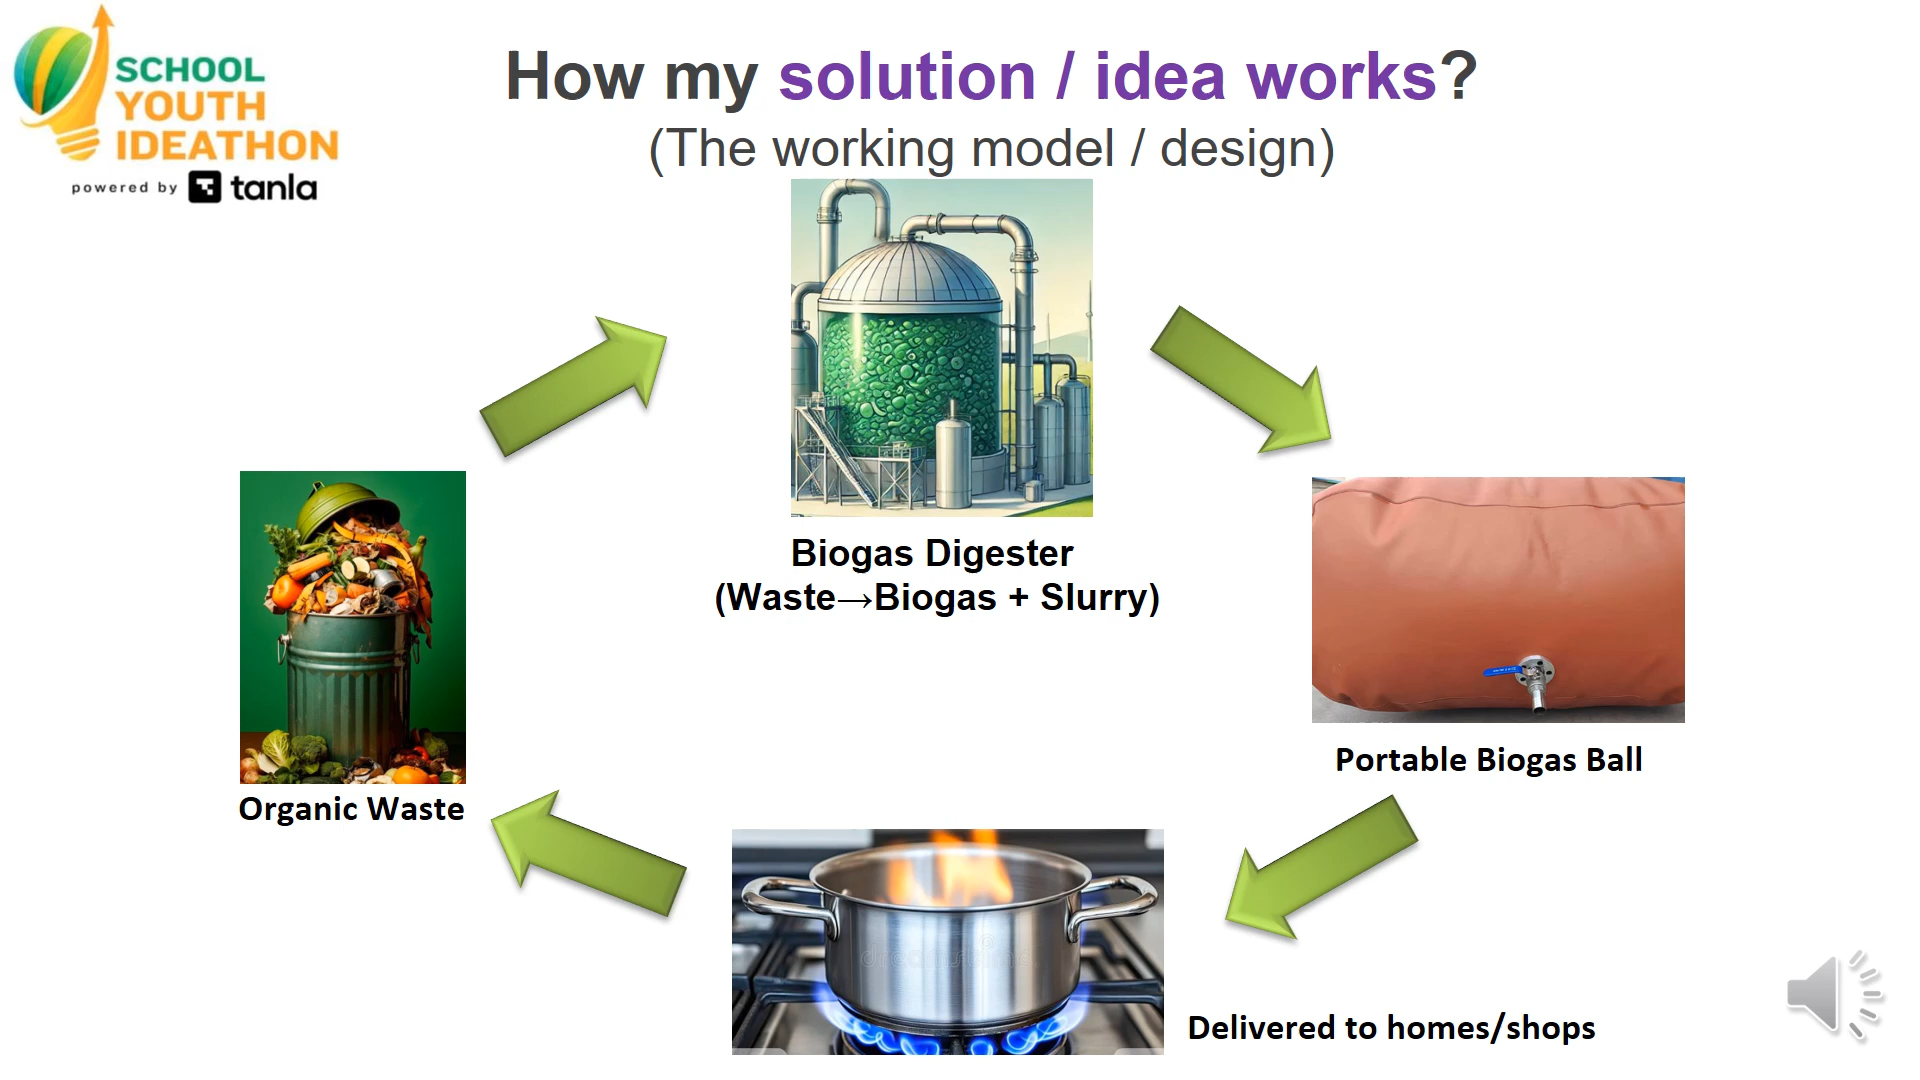 SCHOOL
YOUTH
IDEATHON
powered by tanla
How my solution / idea works?
(The working model / design)
Biogas Digester
(Waste→Biogas + Slurry)
Portable Biogas Ball
Organic Waste
Delivered to homes/shops